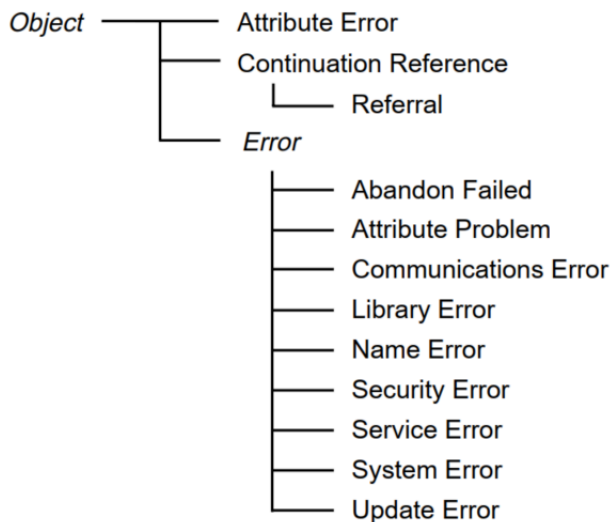 Object Attribute Error
Continuation Reference
Referral
Error
Abandon Failed
Attribute Problem
Communications Error
Library Error
Name Error
Security Error
Service Error
System Error
Update Error